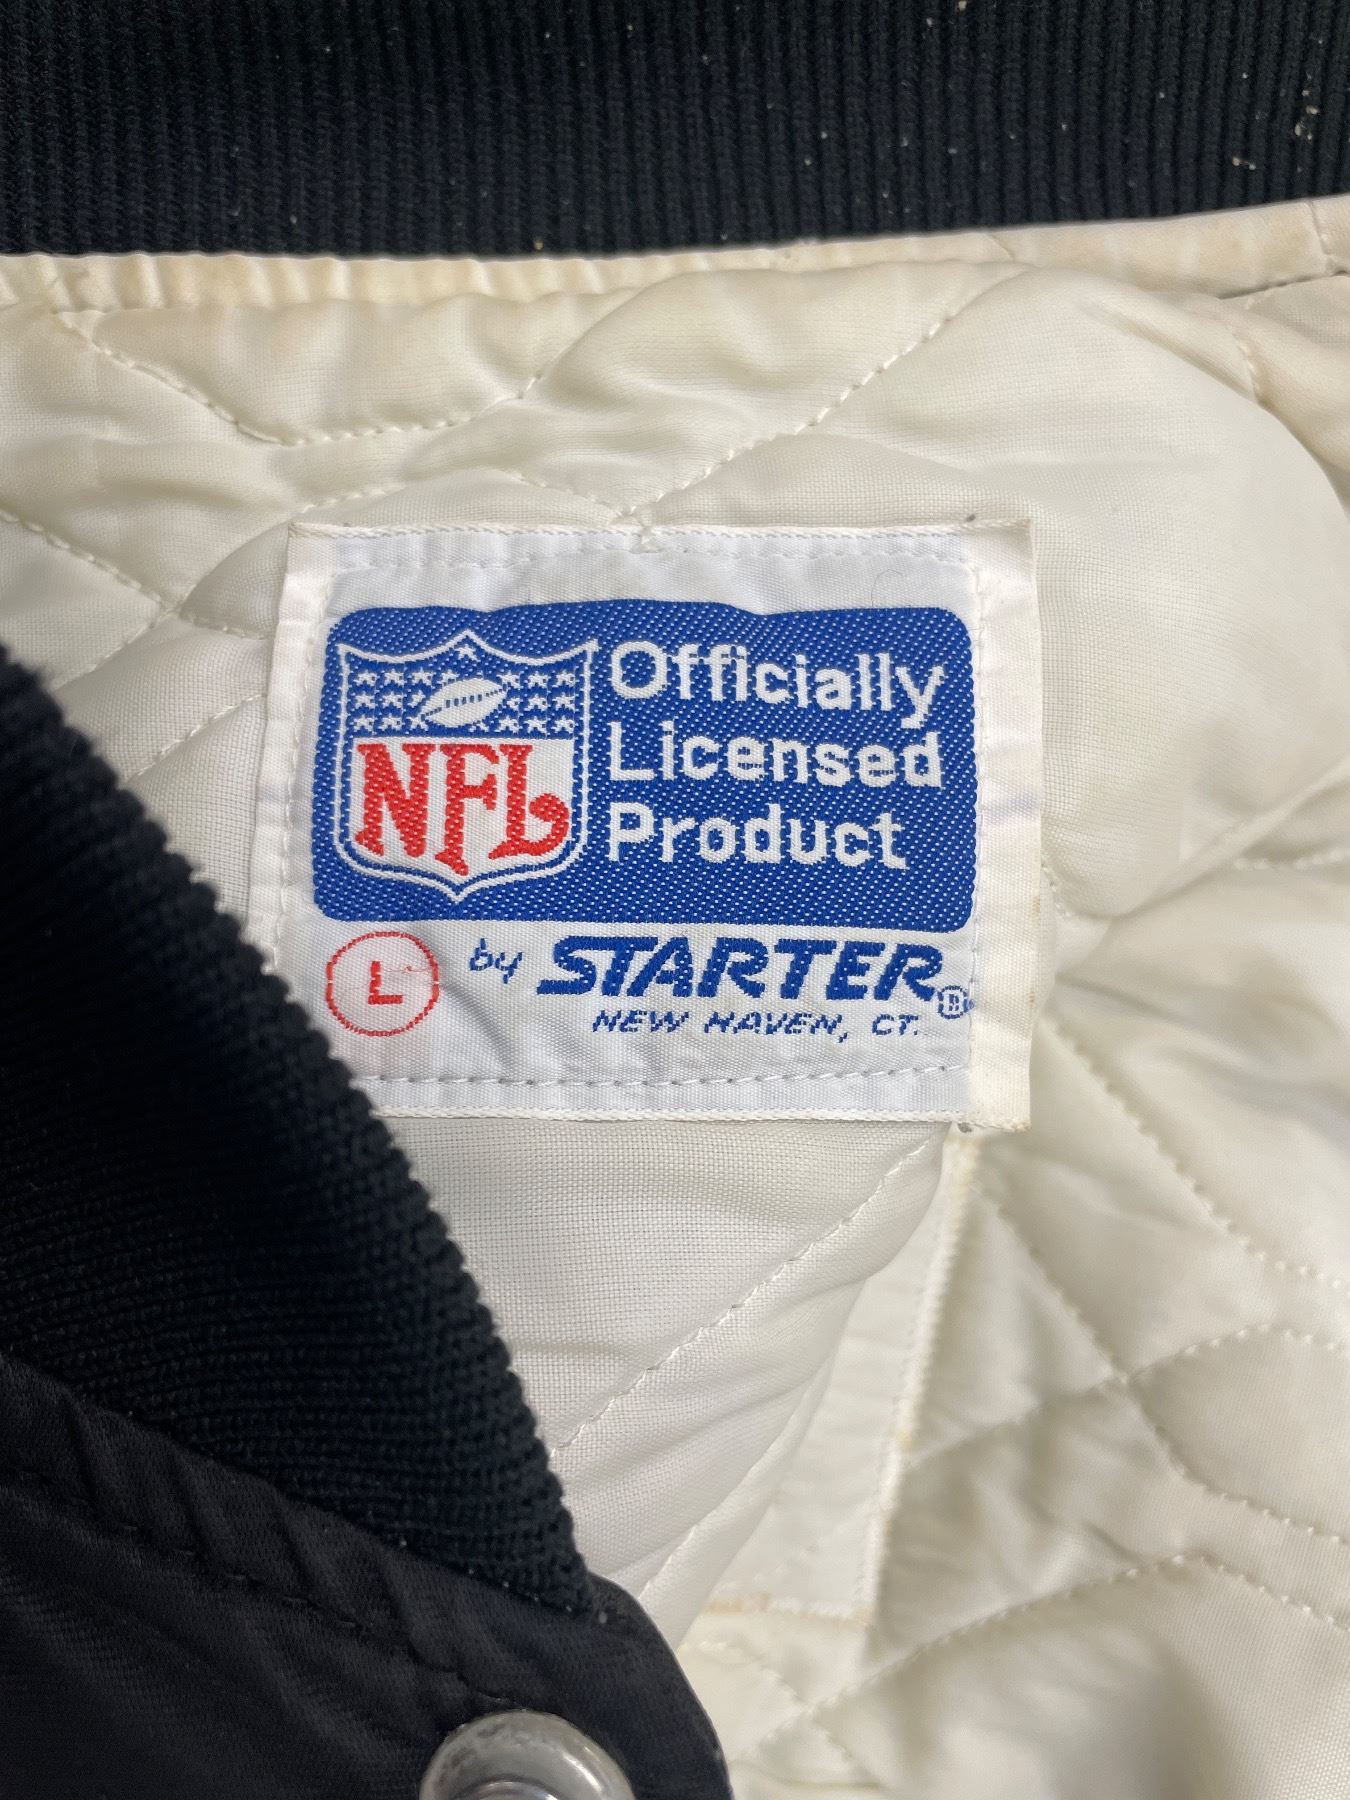 NFL
Officially
Licensed
Product
L
by STARTER®
NEW HAVEN, CT.